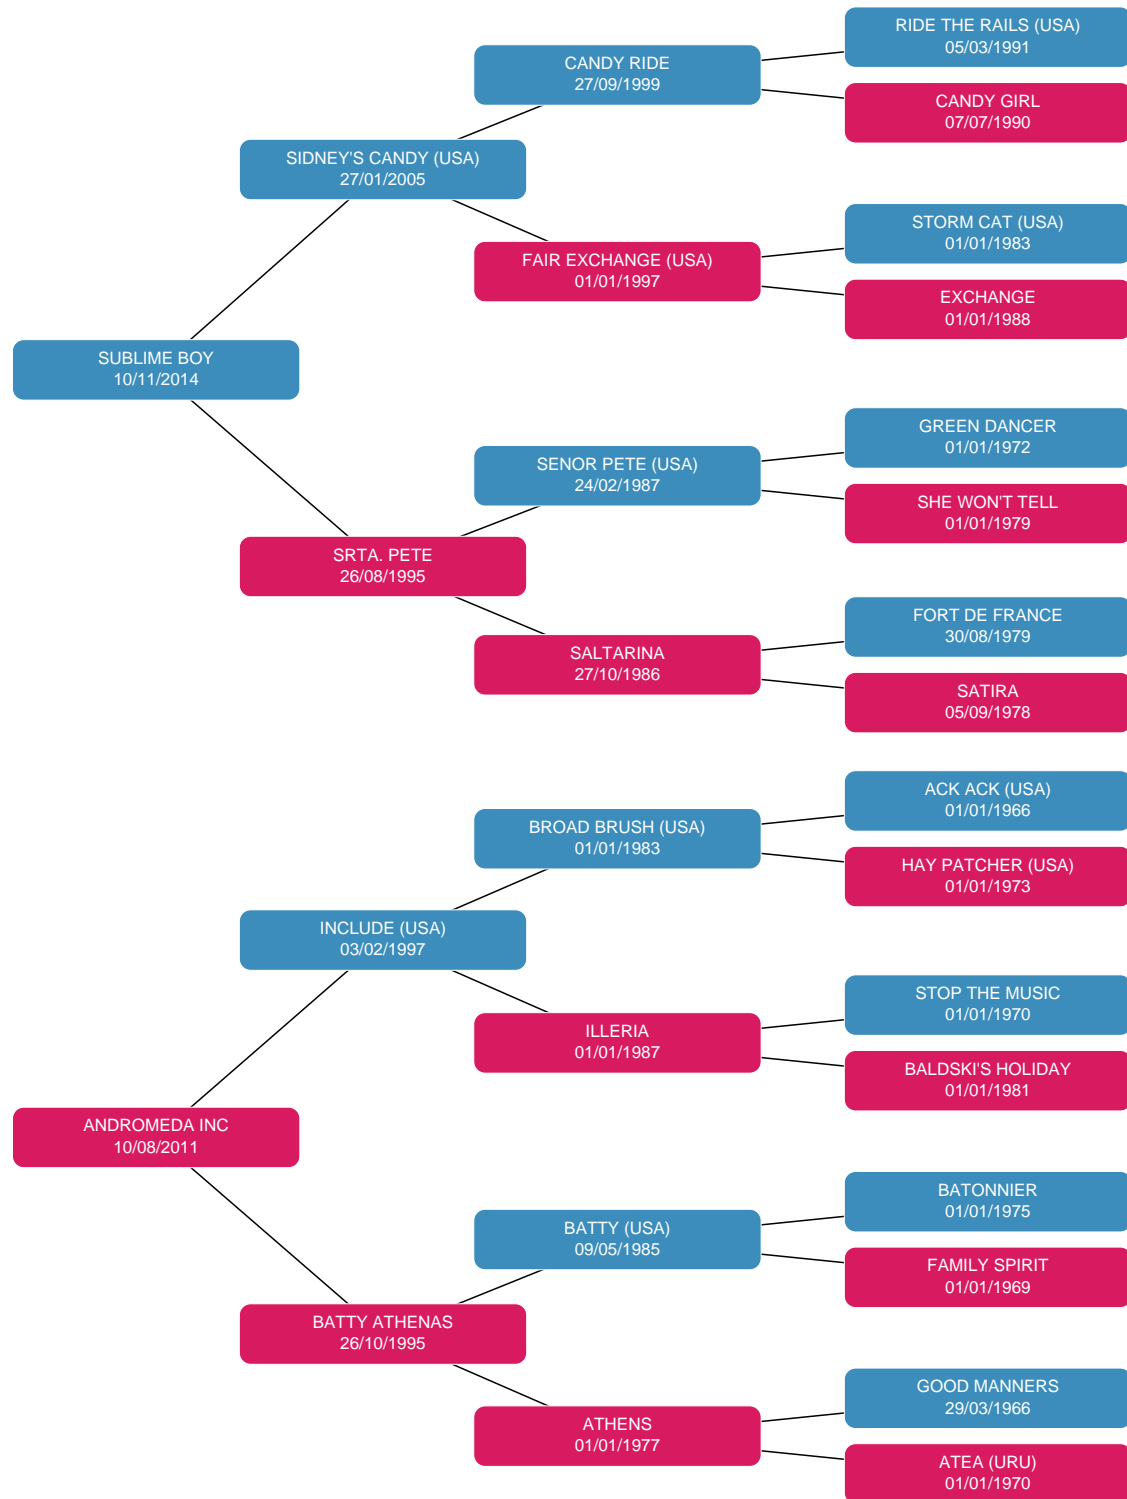 RIDE THE RAILS (USA)
05/03/1991
CANDY RIDE
27/09/1999
CANDY GIRL
07/07/1990
SIDNEY'S CANDY (USA)
27/01/2005
STORM CAT (USA)
01/01/1983
FAIR EXCHANGE (USA)
01/01/1997
EXCHANGE
01/01/1988
SUBLIME BOY
10/11/2014
GREEN DANCER
01/01/1972
SENOR PETE (USA)
24/02/1987
SHE WON'T TELL
01/01/1979
SRTA. PETE
26/08/1995
FORT DE FRANCE
30/08/1979
SALTARINA
27/10/1986
SATIRA
05/09/1978
ACK ACK (USA)
01/01/1966
BROAD BRUSH (USA)
01/01/1983
HAY PATCHER (USA)
01/01/1973
INCLUDE (USA)
03/02/1997
STOP THE MUSIC
01/01/1970
ILLERIA
01/01/1987
BALDSKI'S HOLIDAY
01/01/1981
ANDROMEDA INC
10/08/2011
BATONNIER
01/01/1975
BATTY (USA)
09/05/1985
FAMILY SPIRIT
01/01/1969
BATTY ATHENAS
26/10/1995
GOOD MANNERS
29/03/1966
ATHENS
01/01/1977
ATEA (URU)
01/01/1970